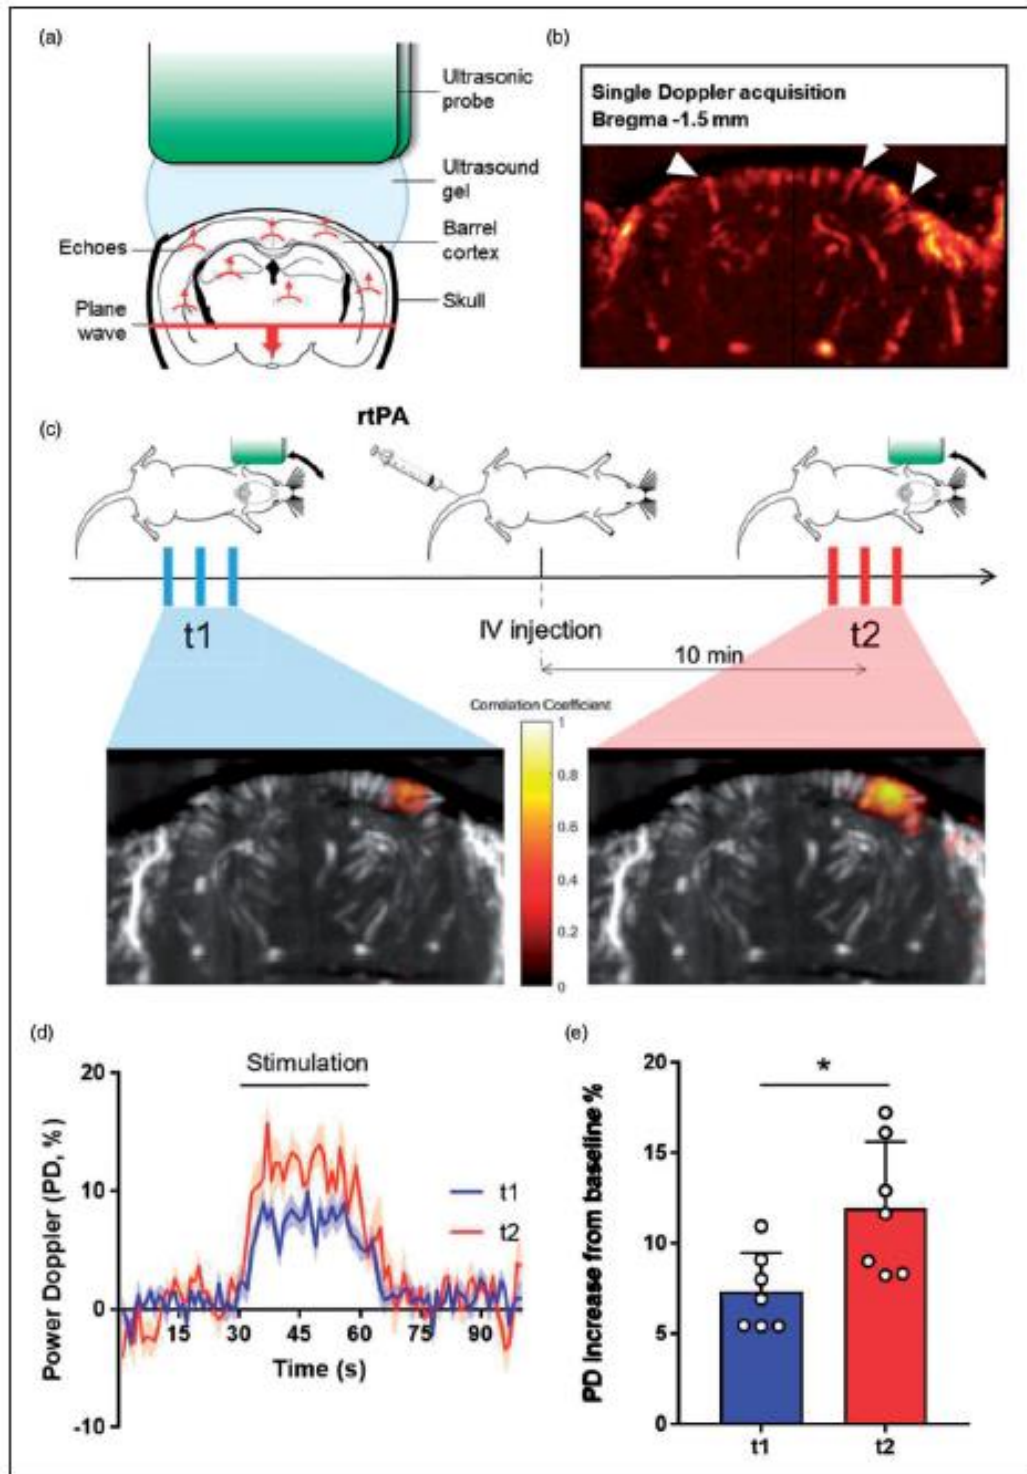 (a)
Ultrasonic
probe
Ultrasound
gel
Barrel
cortex
Echoes
Skull
Plane
wave
(b)
Single Doppler acquisition
Bregma -1.5 mm
(c)
rtPA
t1
IV injection
t2
10 min
Correlation Coefficient
1
0.8
0.6
0.4
0.2
0
(d)
Stimulation
20
10
0
-10
Power Doppler (PD, %)
t1
t2
15 30 45 60 75 90
Time (s)
(e)
*
20
15
10
5
0
PD increase from baseline %
t1 t2